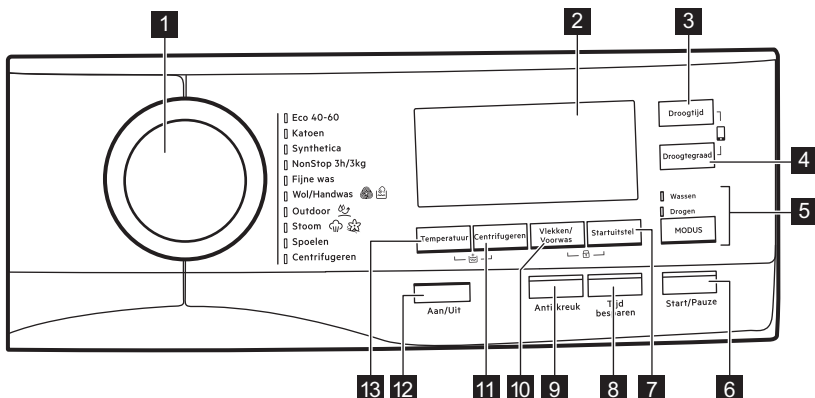 1
2
3
Droogtijd
Eco 40-60
Katoen
Synthetica
NonStop 3h/3kg
Fijne was
Wol/Handwas
Outdoor
Stoom
Spoelen
Centrifugeren
Droogtegraad
4
Wassen
Drogen
MODUS
5
Temperatuur
Centrifugeren
Vlekken/
Voorwas
Startuitstel
Aan/Uit
Antikreuk
Tijd
besparen
Start/Pauze
13
12
11
10
9
8
7
6